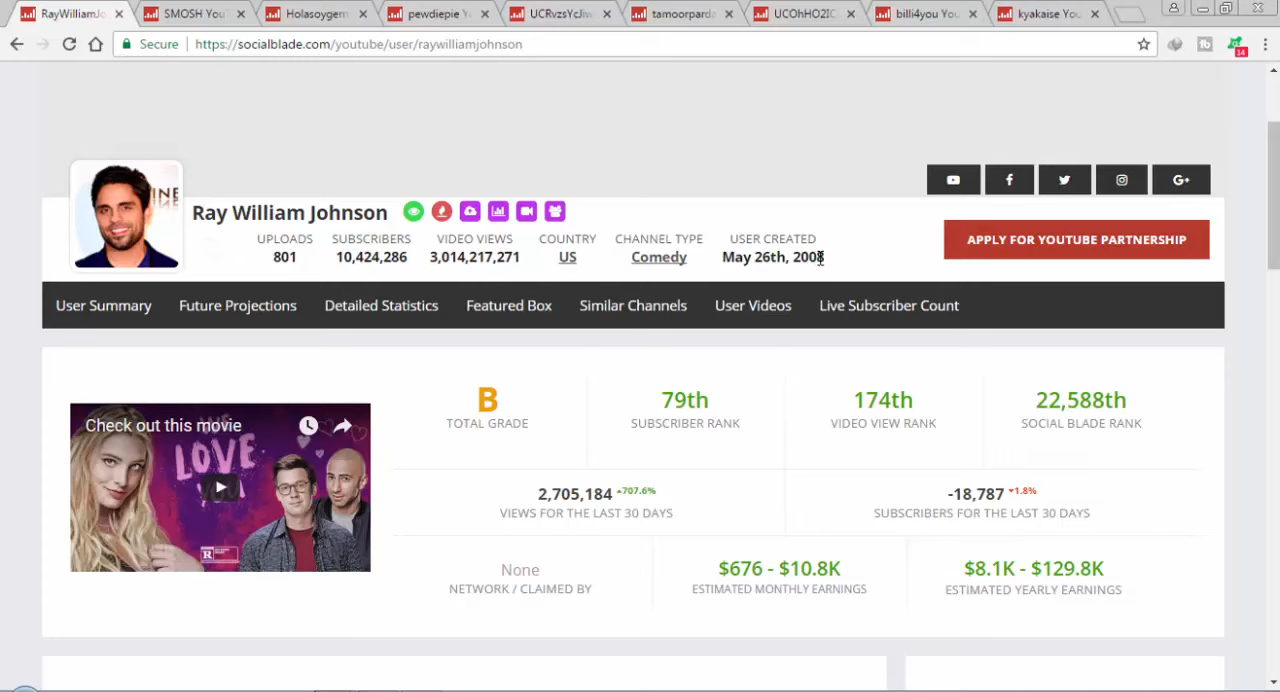 RayWilliamJ
SMOSH You
Holasoygerm
pewdiepie Y
UCRvzsYcJiw
tamoorparda
UCOhHO2IC
billi4you You
kyakaise You
Secure
https://socialblade.com/youtube/user/raywilliamjohnson
14
Ray William Johnson
UPLOADS
801
SUBSCRIBERS
10,424,286
VIDEO VIEWS
3,014,217,271
COUNTRY
US
CHANNEL TYPE
Comedy
USER CREATED
May 26th, 2008
G+
APPLY FOR YOUTUBE PARTNERSHIP
User Summary
Future Projections
Detailed Statistics
Featured Box
Similar Channels
User Videos
Live Subscriber Count
Check out this movie
LOVE
R
B
TOTAL GRADE
79th
SUBSCRIBER RANK
174th
VIDEO VIEW RANK
22,588th
SOCIAL BLADE RANK
2,705,184 +707.6%
VIEWS FOR THE LAST 30 DAYS
-18,787 1.8%
SUBSCRIBERS FOR THE LAST 30 DAYS
None
NETWORK / CLAIMED BY
$676 - $10.8K
ESTIMATED MONTHLY EARNINGS
$8.1K - $129.8K
ESTIMATED YEARLY EARNINGS